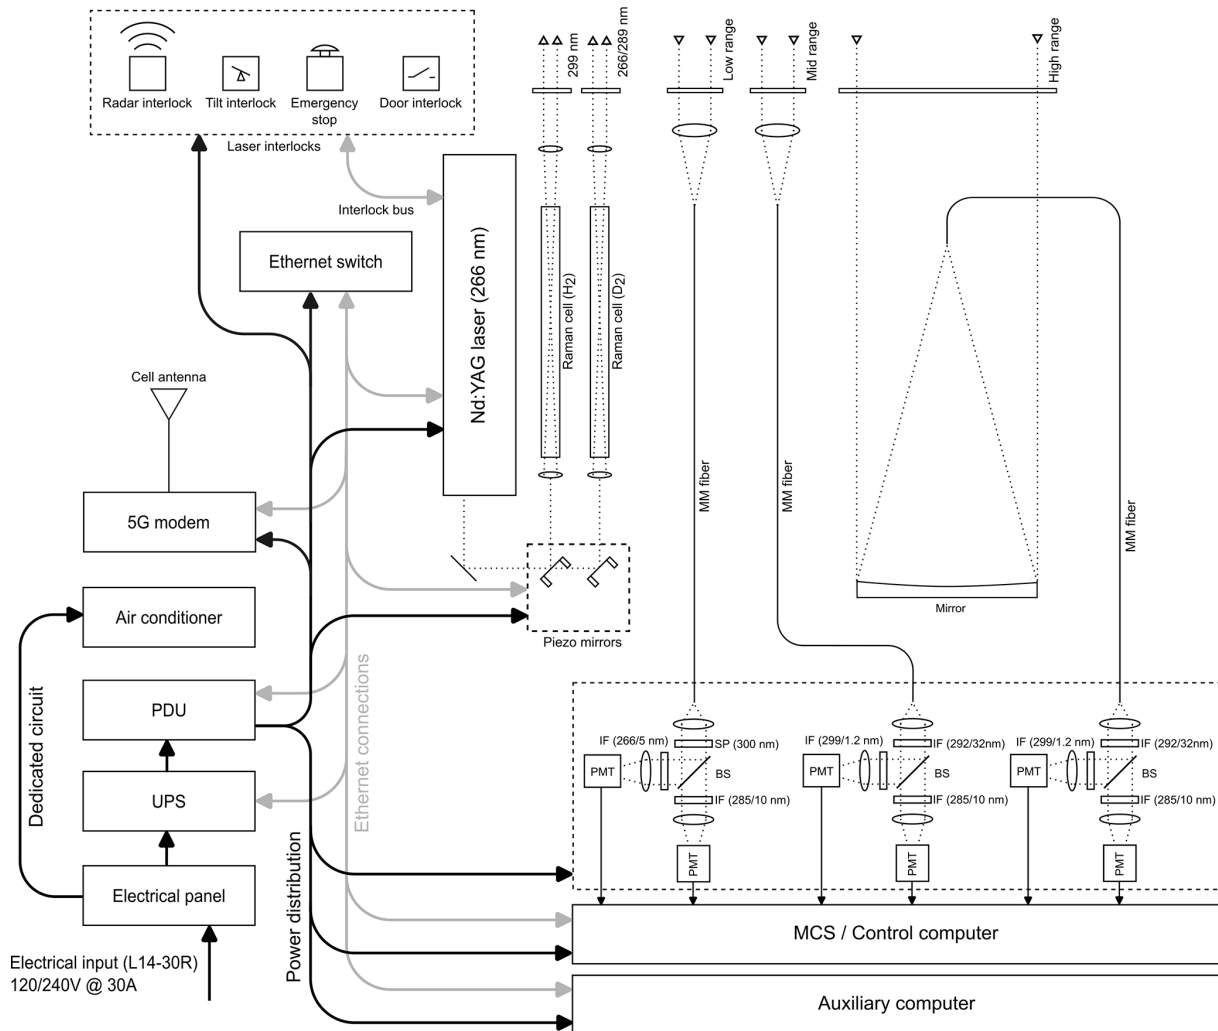 299 nm
266/289 nm
Low range
Mid range
High range
Radar interlock
Tilt interlock
Emergency
stop
Door interlock
Laser interlocks
Interlock bus
Ethernet switch
Nd:YAG laser (266 nm)
Raman cell (H2)
Raman cell (D2)
Cell antenna
5G modem
MM fiber
MM fiber
MM fiber
Mirror
Air conditioner
Piezo mirrors
Dedicated circuit
PDU
Ethernet connections
UPS
Power distribution
Electrical panel
Electrical input (L14-30R)
120/240V @ 30A
IF (266/5 nm)
SP (300 nm)
PMT
BS
IF (285/10 nm)
PMT
IF (299/1.2 nm)
IF (292/32nm)
PMT
BS
IF (285/10 nm)
PMT
IF (299/1.2 nm)
IF (292/32nm)
PMT
BS
IF (285/10 nm)
PMT
MCS / Control computer
Auxiliary computer